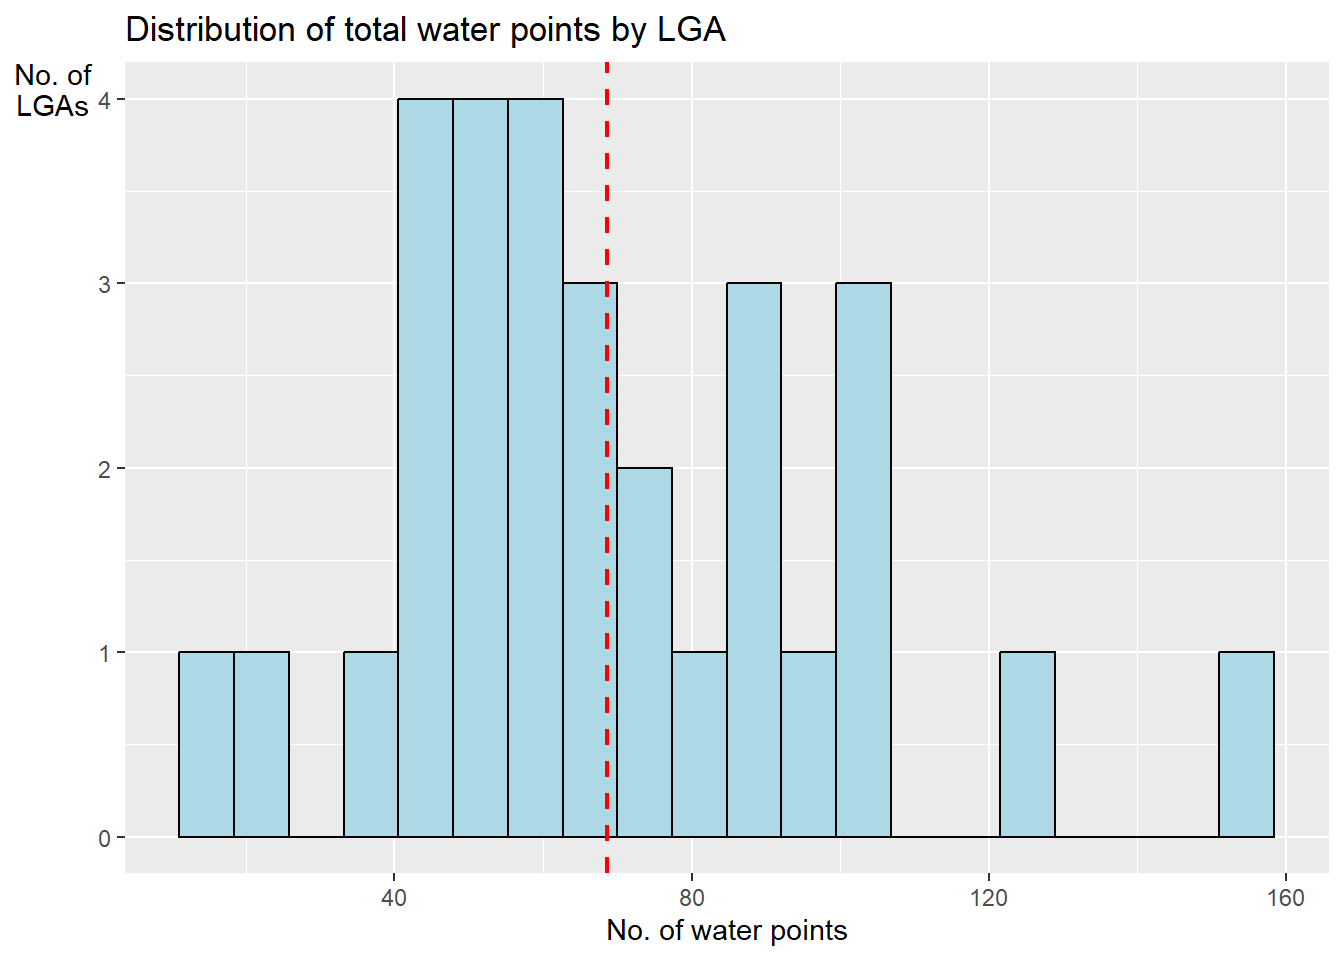 Distribution of total water points by LGA
No. of
LGAs
4
3
2
1
0
40 80 120 160
No. of water points